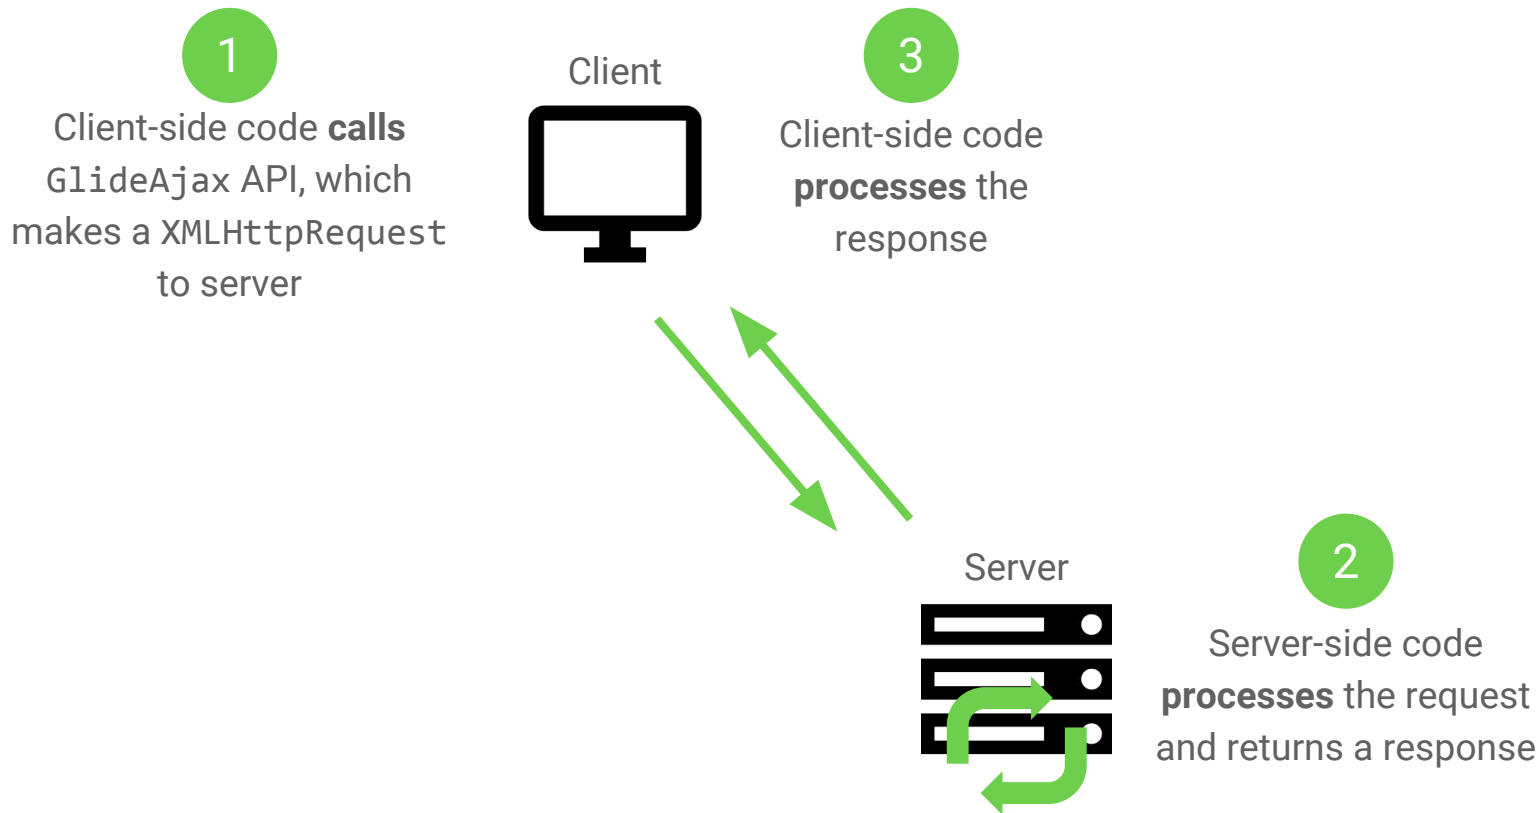 1
Client-side code calls
GlideAjax API, which
makes a XMLHttpRequest
to server
Client
3
Client-side code
processes the
response
Server
2
Server-side code
processes the request
and returns a response